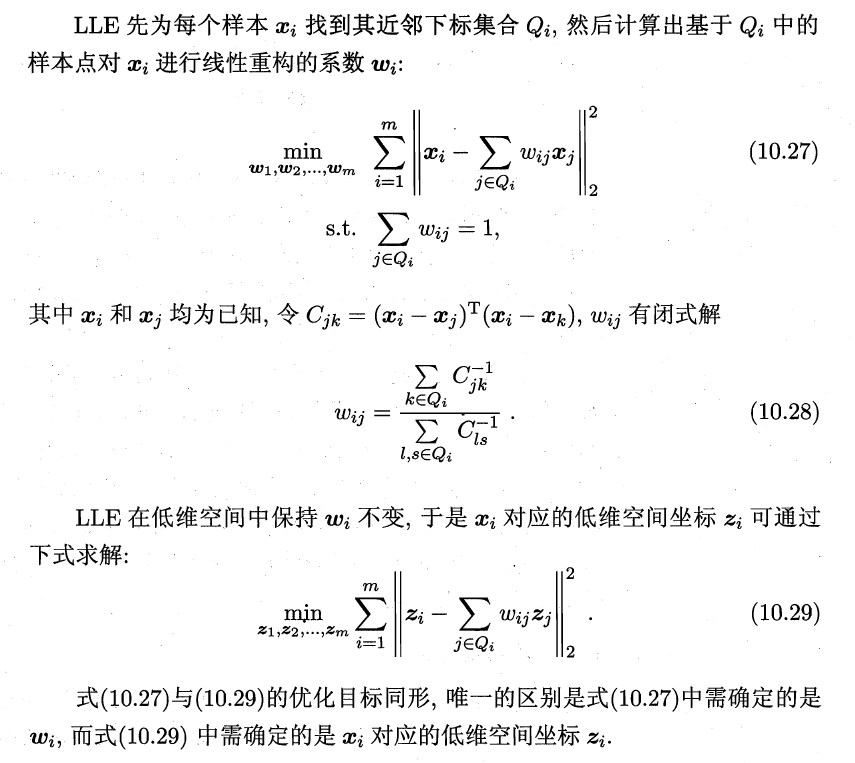 LLE 先为每个样本 $\boldsymbol{x}_i$ 找到其近邻下标集合 $Q_i$, 然后计算出基于 $Q_i$ 中的
样本点对 $\boldsymbol{x}_i$ 进行线性重构的系数 $\boldsymbol{w}_i$:
$\min_{\boldsymbol{w}_1,\boldsymbol{w}_2,\ldots,\boldsymbol{w}_m} \sum_{i=1}^{m} \left\| \boldsymbol{x}_i - \sum_{j \in Q_i} w_{ij} \boldsymbol{x}_j \right\|_2^2$ (10.27)
s.t. $\sum_{j \in Q_i} w_{ij} = 1,$
其中 $\boldsymbol{x}_i$ 和 $\boldsymbol{x}_j$ 均为已知, 令 $C_{jk} = (\boldsymbol{x}_i - \boldsymbol{x}_j)^{\mathrm{T}}(\boldsymbol{x}_i - \boldsymbol{x}_k)$, $w_{ij}$ 有闭式解
$w_{ij} = \frac{\sum_{k \in Q_i} C_{jk}^{-1}}{\sum_{l,s \in Q_i} C_{ls}^{-1}}$ . (10.28)
LLE 在低维空间中保持 $\boldsymbol{w}_i$ 不变, 于是 $\boldsymbol{x}_i$ 对应的低维空间坐标 $\boldsymbol{z}_i$ 可通过
下式求解:
$\min_{\boldsymbol{z}_1,\boldsymbol{z}_2,\ldots,\boldsymbol{z}_m} \sum_{i=1}^{m} \left\| \boldsymbol{z}_i - \sum_{j \in Q_i} w_{ij} \boldsymbol{z}_j \right\|_2^2$ . (10.29)
式(10.27)与(10.29)的优化目标同形, 唯一的区别是式(10.27)中需确定的是
$\boldsymbol{w}_i$, 而式(10.29) 中需确定的是 $\boldsymbol{x}_i$ 对应的低维空间坐标 $\boldsymbol{z}_i$.